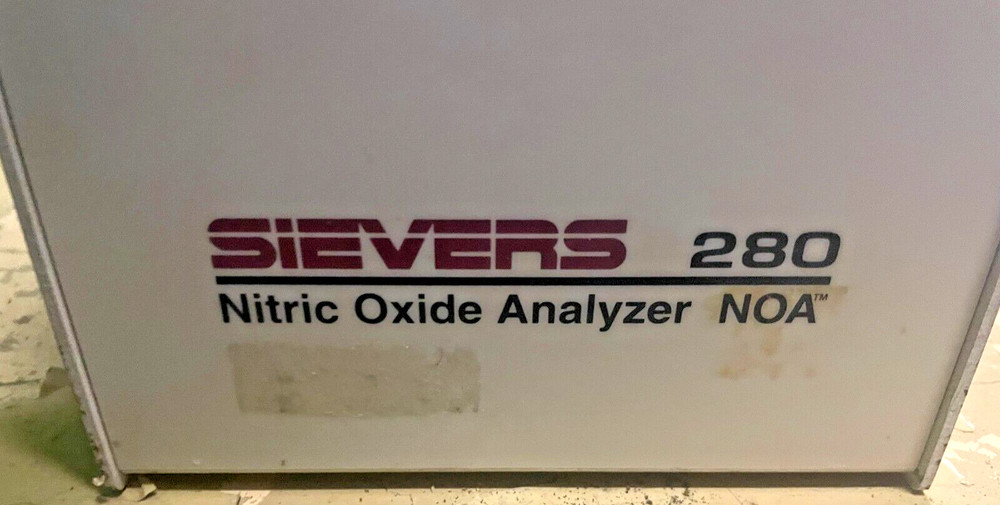 SiEVERS 280
Nitric Oxide Analyzer NOA™